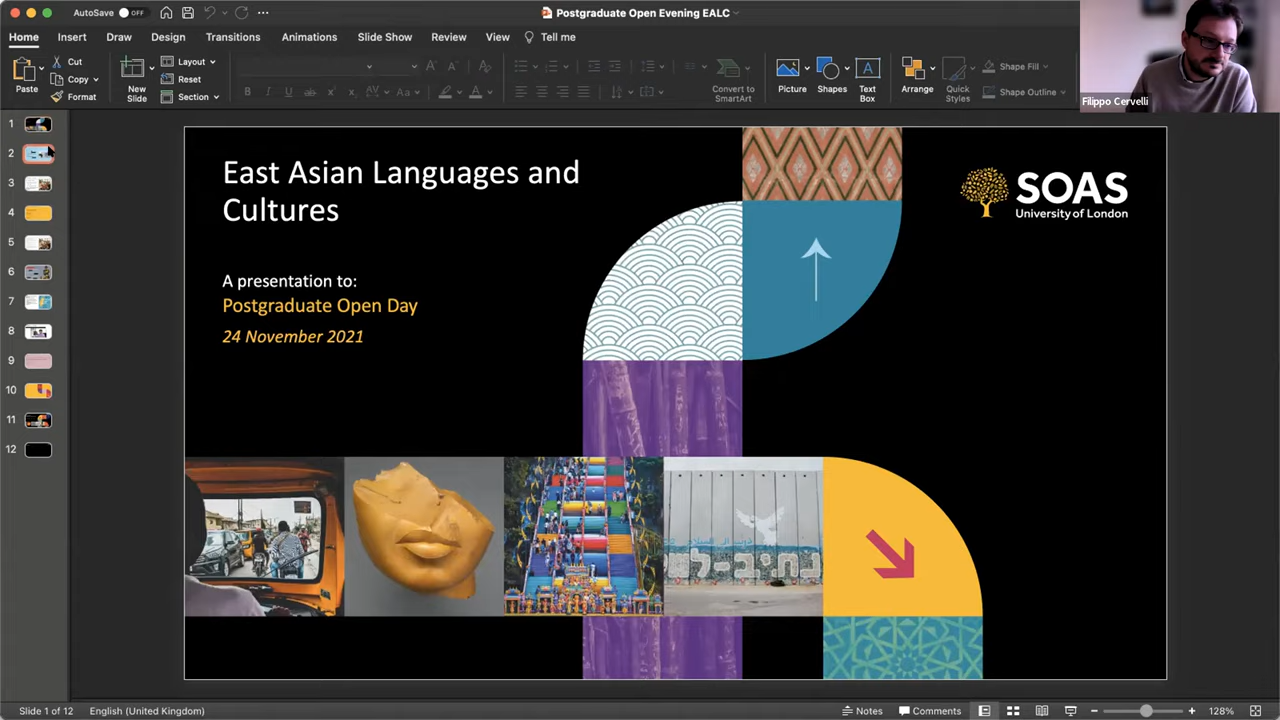 AutoSave
OFF
Postgraduate Open Evening EALC
Home
Insert
Draw
Design
Transitions
Animations
Slide Show
Review
View
Tell me
Paste
Cut
Copy
Format
New Slide
Layout
Reset
Section
Convert to SmartArt
Picture
Shapes
Text Box
Arrange
Quick Styles
Shape Fill
Shape Outline
Filippo Cervelli
1
2
3
4
5
6
7
8
9
10
11
12
East Asian Languages and
Cultures
A presentation to:
Postgraduate Open Day
24 November 2021
SOAS
University of London
Slide 1 of 12
English (United Kingdom)
Notes
Comments
128%